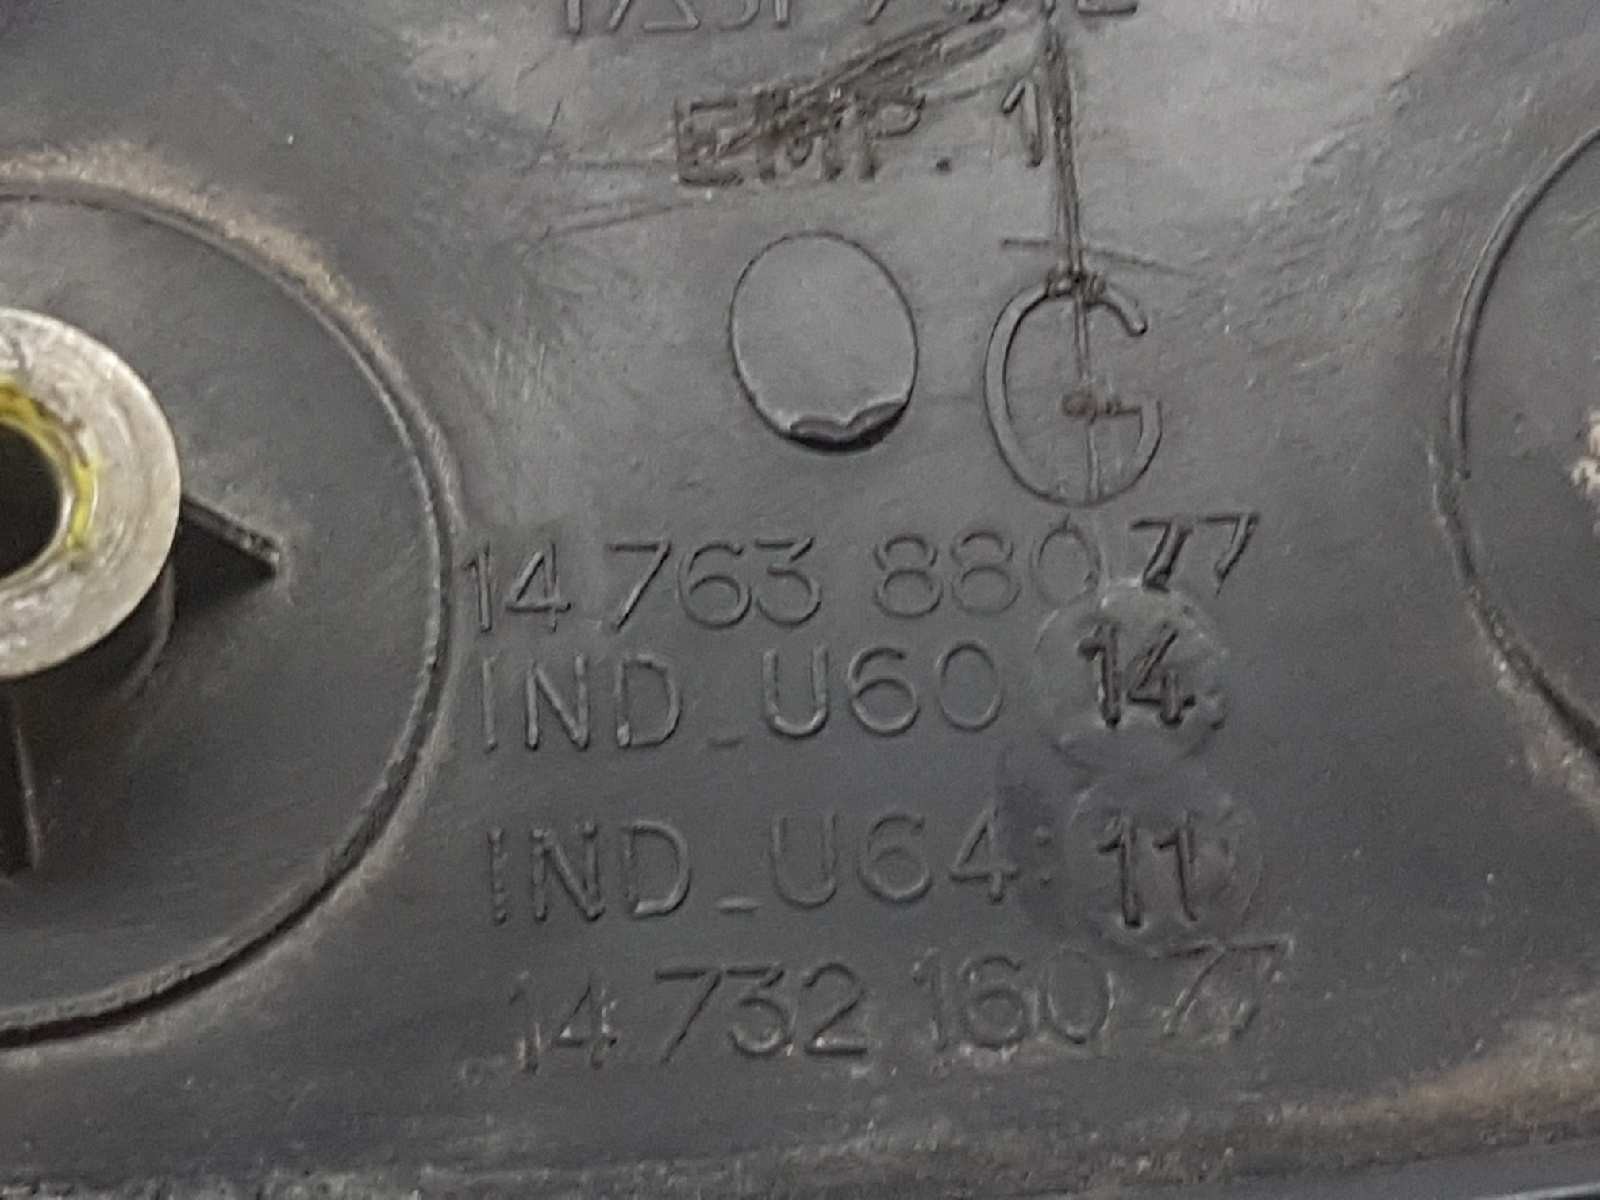 EMP. 1
G
14 763 880 77
IND_U60 14
IND_U64: 11
14 732 160 77